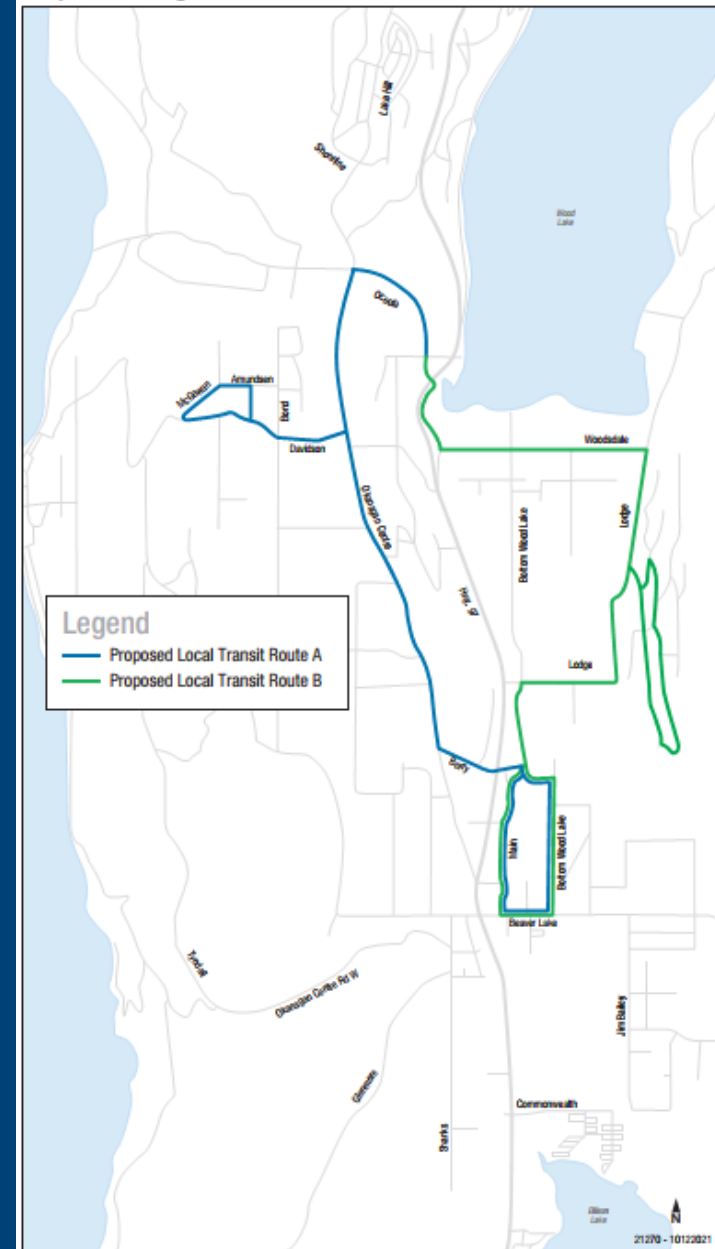 Lake Hill
Shoreline
Wood
Lake
Oceola
McGowan
Amundsen
Bond
Davidson
Woodsdale
Okanagan Centre
Bottom Wood Lake
Lodge
Hwy 97
Legend
Proposed Local Transit Route A
Proposed Local Transit Route B
Lodge
Berry
Main
Bottom Wood Lake
Beaver Lake
Tyndall
Okanagan Centre Rd W
Jim Bailey
Glenmore
Commonwealth
Sharks
Ellison
Lake
N
21270 - 10122021